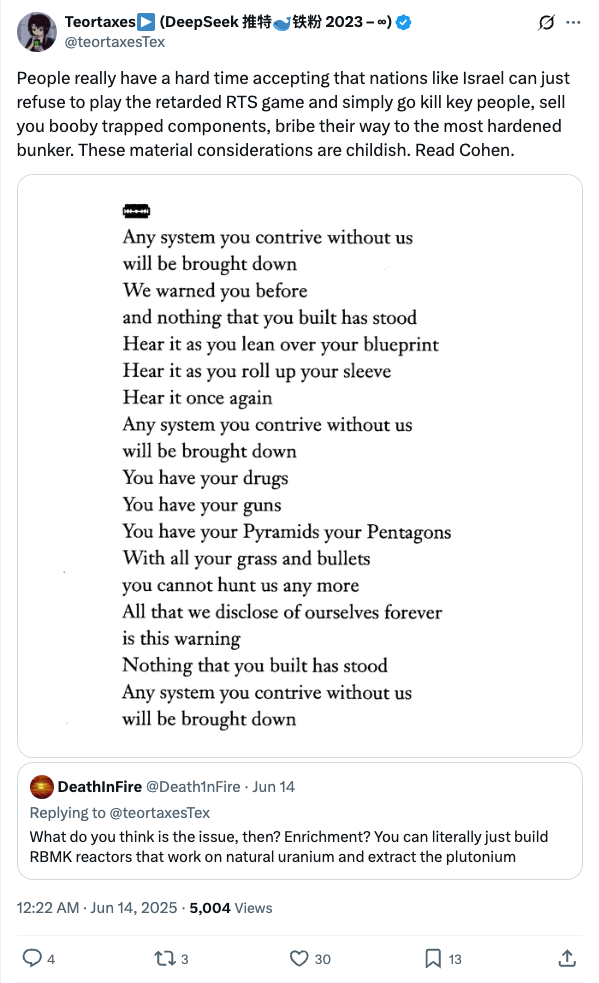 Teortaxes▶️ (DeepSeek 推特🐋铁粉 2023 – ∞)
@teortaxesTex
People really have a hard time accepting that nations like Israel can just
refuse to play the retarded RTS game and simply go kill key people, sell
you booby trapped components, bribe their way to the most hardened
bunker. These material considerations are childish. Read Cohen.
Any system you contrive without us
will be brought down
We warned you before
and nothing that you built has stood
Hear it as you lean over your blueprint
Hear it as you roll up your sleeve
Hear it once again
Any system you contrive without us
will be brought down
You have your drugs
You have your guns
You have your Pyramids your Pentagons
With all your grass and bullets
you cannot hunt us any more
All that we disclose of ourselves forever
is this warning
Nothing that you built has stood
Any system you contrive without us
will be brought down
DeathInFire @Death1nFire · Jun 14
Replying to @teortaxesTex
What do you think is the issue, then? Enrichment? You can literally just build
RBMK reactors that work on natural uranium and extract the plutonium
12:22 AM · Jun 14, 2025 · 5,004 Views
4 3 30 13